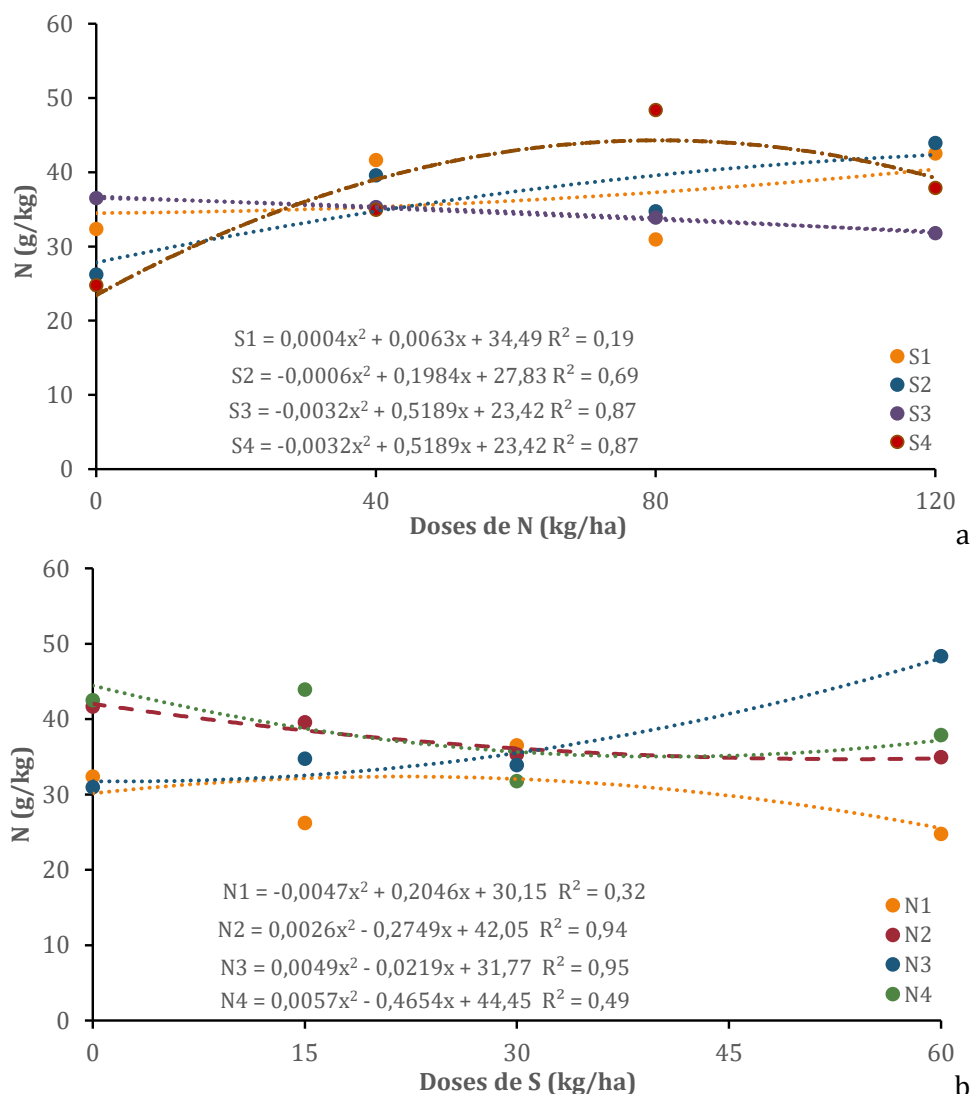 60
50
40
30
20
10
0
N (g/kg)
S1 = 0,0004x² + 0,0063x + 34,49 R² = 0,19
S2 = -0,0006x² + 0,1984x + 27,83 R² = 0,69
S3 = -0,0032x² + 0,5189x + 23,42 R² = 0,87
S4 = -0,0032x² + 0,5189x + 23,42 R² = 0,87
S1
S2
S3
S4
0 40 80 120
Doses de N (kg/ha)
a
60
50
40
30
20
10
0
N (g/kg)
N1 = -0,0047x² + 0,2046x + 30,15 R² = 0,32
N2 = 0,0026x² - 0,2749x + 42,05 R² = 0,94
N3 = 0,0049x² - 0,0219x + 31,77 R² = 0,95
N4 = 0,0057x² - 0,4654x + 44,45 R² = 0,49
N1
N2
N3
N4
0 15 30 45 60
Doses de S (kg/ha)
b